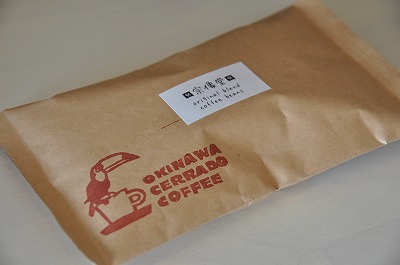 宗像堂
original blend
coffee beans
OKINAWA
CERRADO
COFFEE